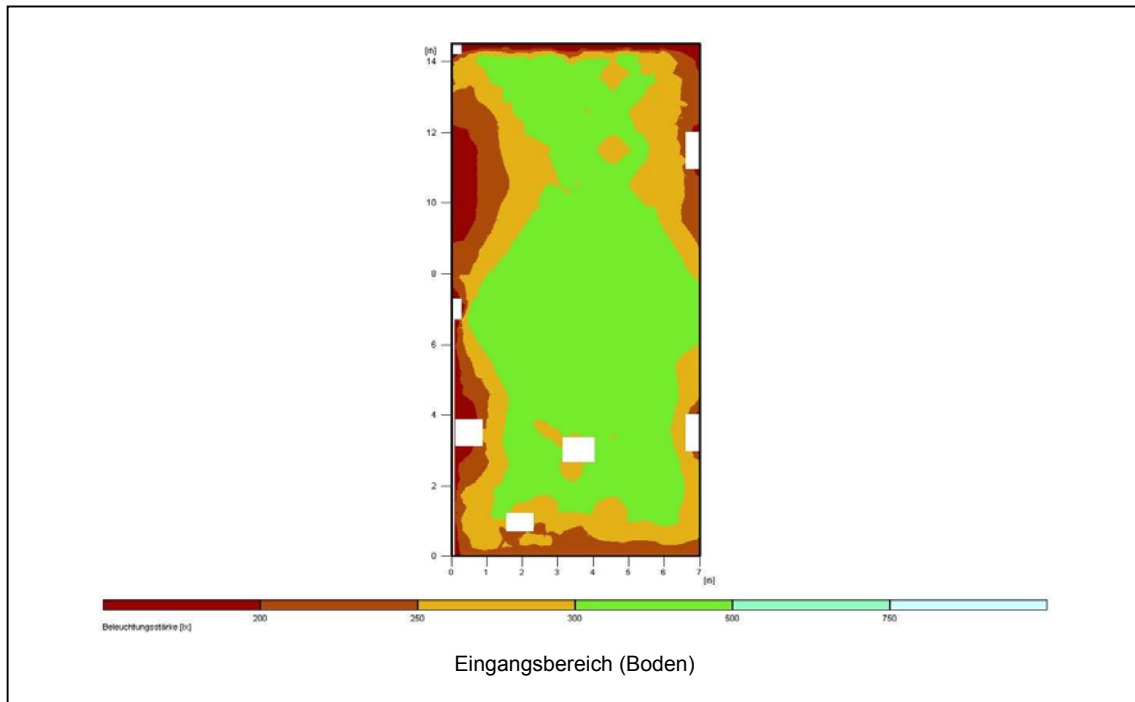 [m]
14
12
10
8
6
4
2
0
0 1 2 3 4 5 6 7
[m]
200 250 300 500 750
Beleuchtungsstärke [lx]
Eingangsbereich (Boden)